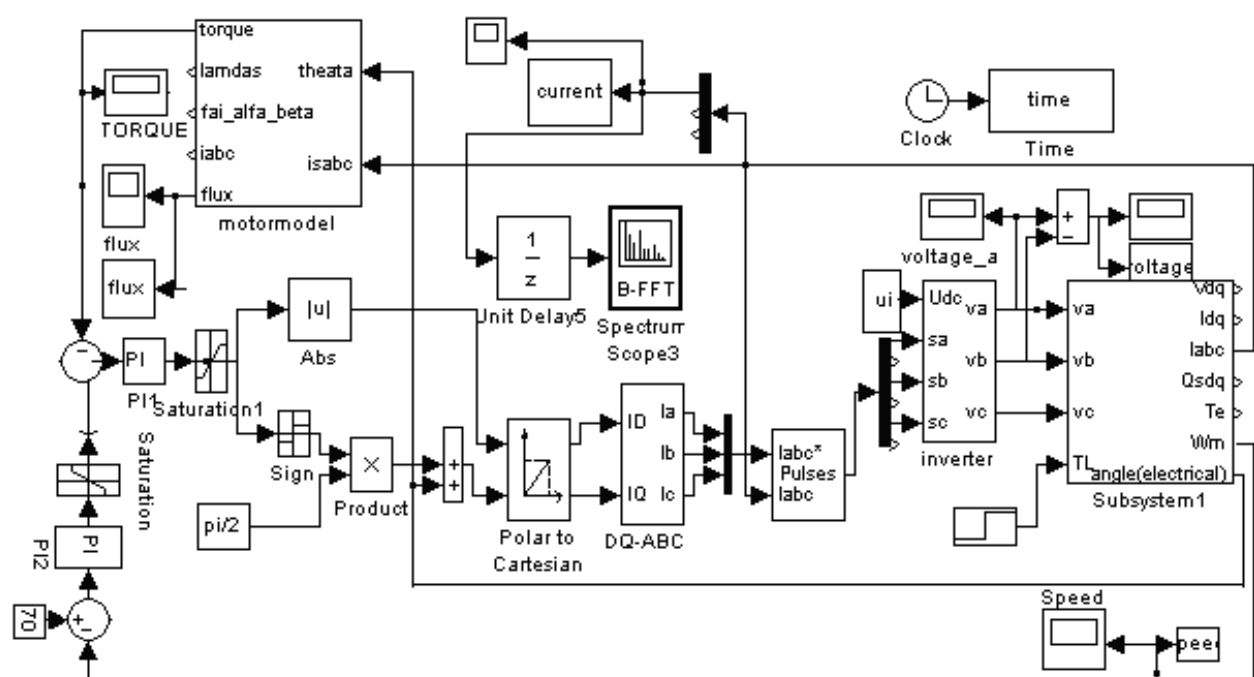 torque
lamdas
theata
fai_alfa_beta
iabc
isabc
flux
motormodel
TORQUE
flux
flux
current
Clock
time
Time
voltage_a
+
−
roltage
|u|
Abs
1
z
Unit Delay5
B-FFT
Spectrum
Scope3
ui
Udc
va
sa
vb
sb
sc
vc
inverter
va
vb
vc
TL
Vdq
Idq
Iabc
Qsdq
Te
Wm
angle(electrical)
Subsystem1
-
PI
PI1
Saturation1
Saturation
Sign
×
Product
pi/2
+
+
Polar to
Cartesian
ID
IQ
Ia
Ib
Ic
DQ-ABC
Iabc*
Pulses
Iabc
PI
PI2
70
+
−
Speed
pee